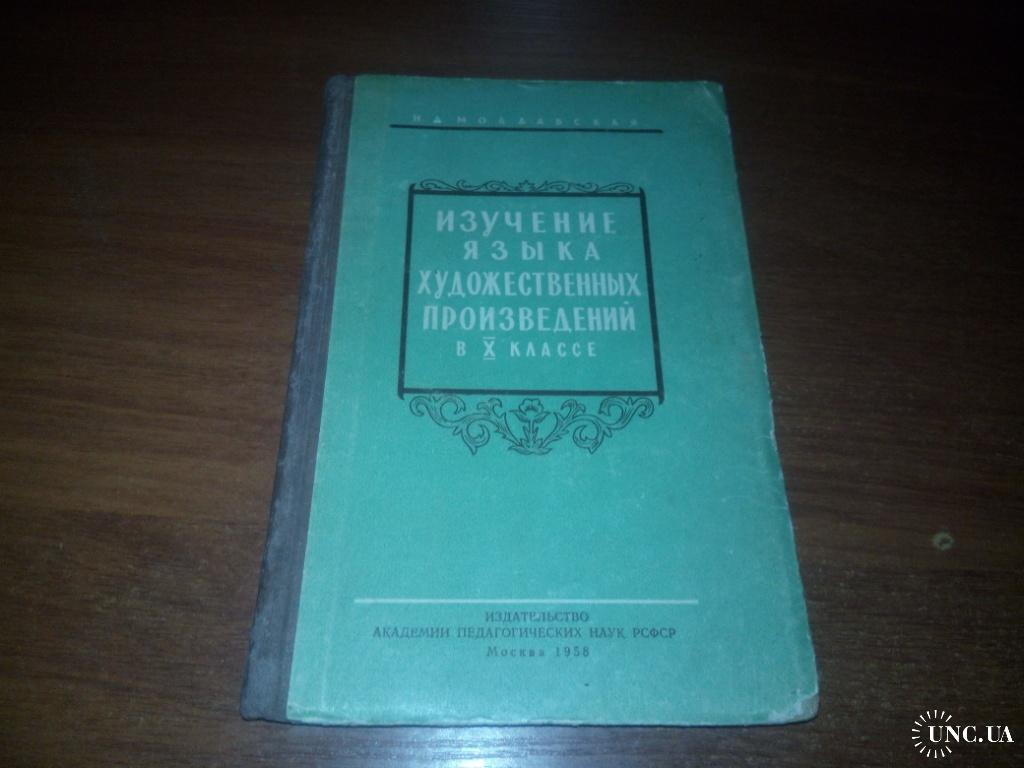 Н. Д. МОЛДАВСКАЯ
ИЗУЧЕНИЕ
ЯЗЫКА
ХУДОЖЕСТВЕННЫХ
ПРОИЗВЕДЕНИЙ
В X КЛАССЕ
ИЗДАТЕЛЬСТВО
АКАДЕМИИ ПЕДАГОГИЧЕСКИХ НАУК РСФСР
Москва 1958
UNC.UA